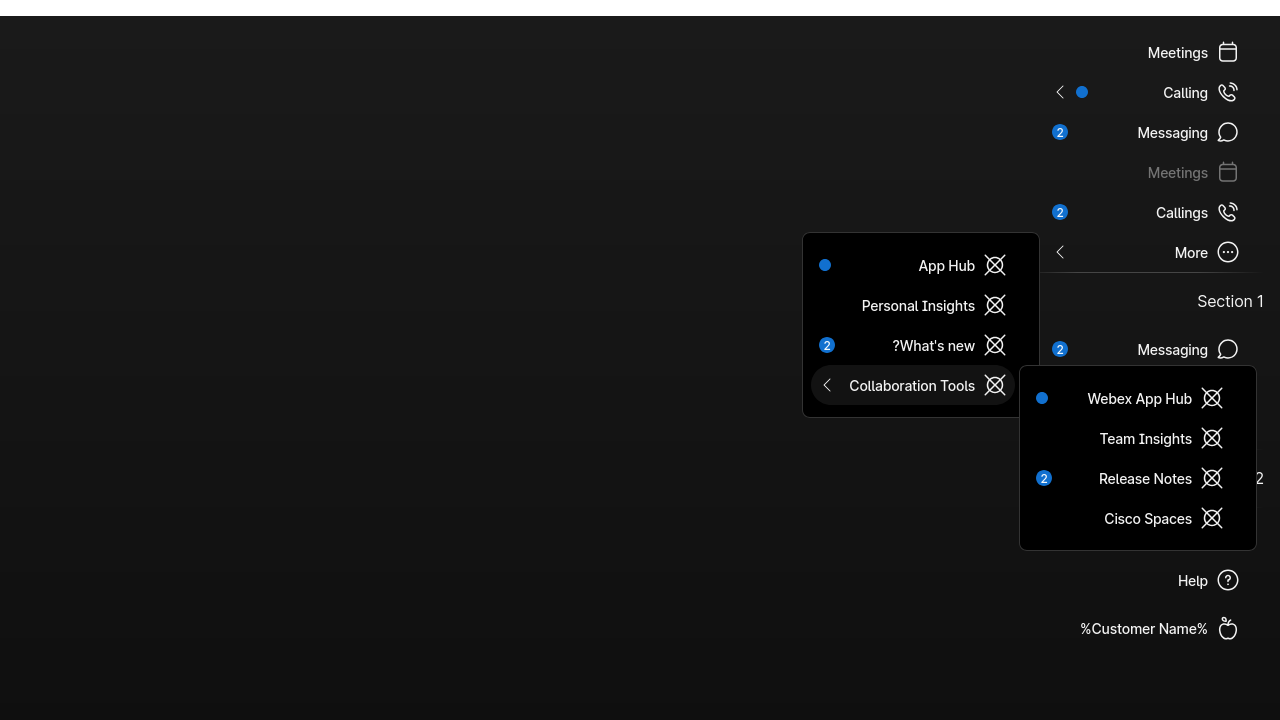 Meetings
Calling
2 Messaging
Meetings
2 Callings
More
App Hub
Personal Insights
2 ?What's new
Collaboration Tools
Section 1
2 Messaging
Webex App Hub
Team Insights
2 Release Notes
Cisco Spaces
2
Help
%Customer Name%